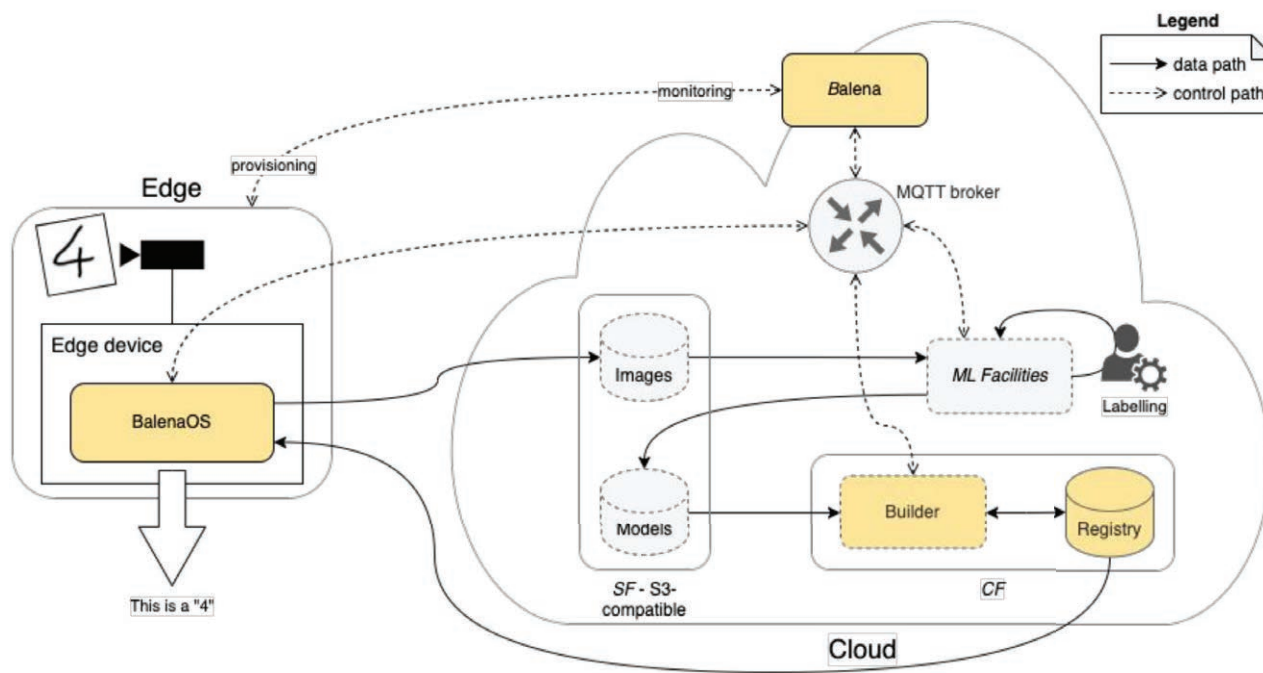 Legend
data path
control path
Balena
monitoring
provisioning
MQTT broker
Edge
4
Edge device
BalenaOS
This is a "4"
Images
Models
SF - S3-
compatible
ML Facilities
Labelling
Builder
Registry
CF
Cloud